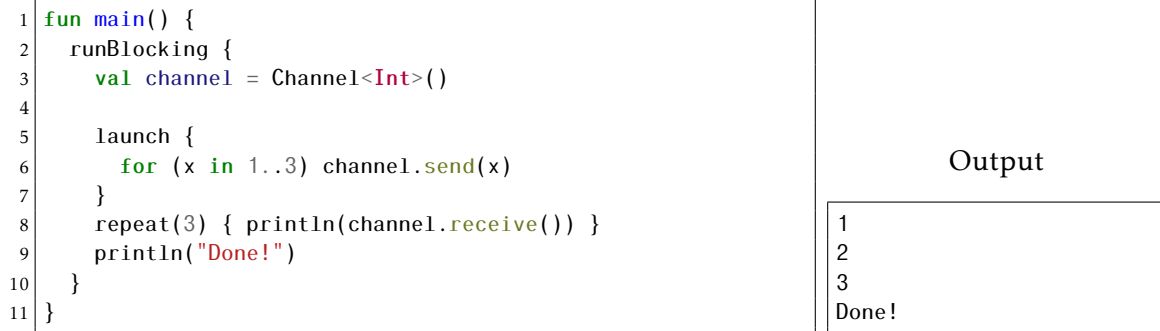 1 fun main() {
2   runBlocking {
3     val channel = Channel<Int>()
4
5     launch {
6       for (x in 1..3) channel.send(x)
7     }
8     repeat(3) { println(channel.receive()) }
9     println("Done!")
10   }
11 }
Output
1
2
3
Done!